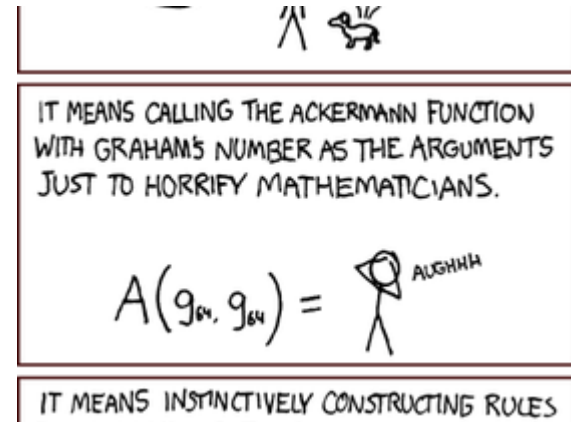 IT MEANS CALLING THE ACKERMANN FUNCTION
WITH GRAHAM'S NUMBER AS THE ARGUMENTS
JUST TO HORRIFY MATHEMATICIANS.
A(g₆₄, g₆₄) =
AUGHHH
IT MEANS INSTINCTIVELY CONSTRUCTING RULES